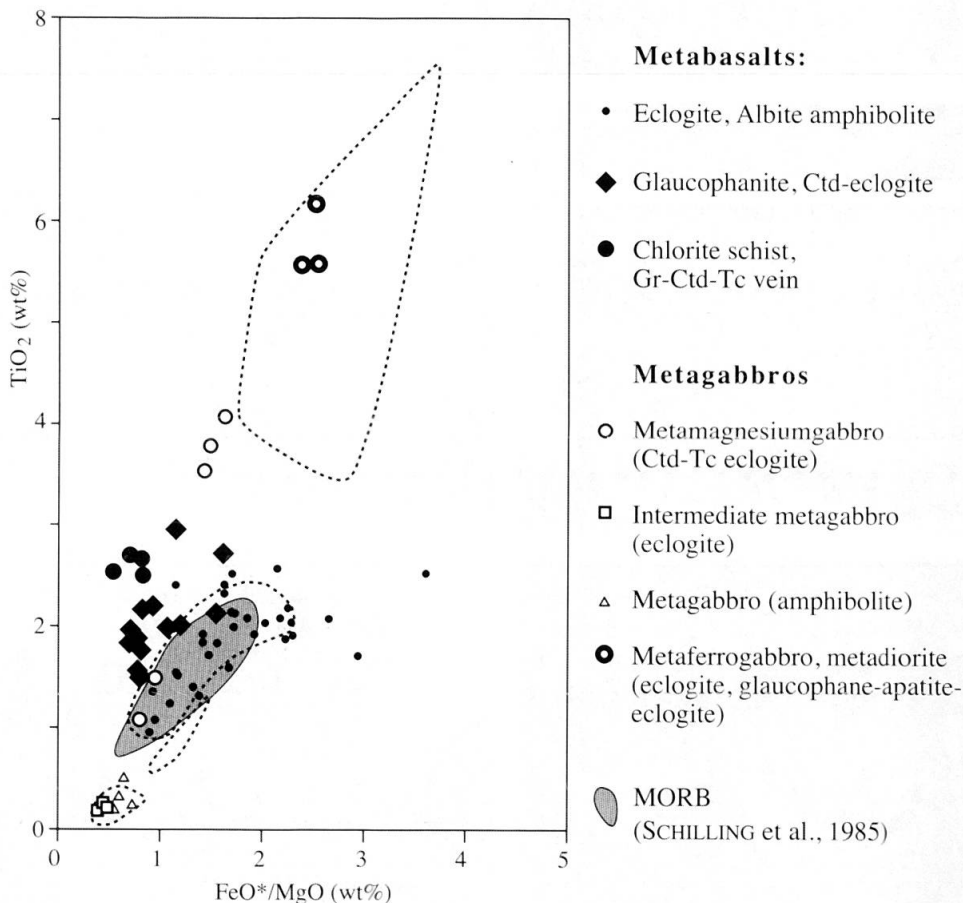 8
6
4
2
0
TiO₂ (wt%)
0 1 2 3 4 5
FeO*/MgO (wt%)
Metabasalts:
Eclogite, Albite amphibolite
Glaucophanite, Ctd-eclogite
Chlorite schist,
Gr-Ctd-Tc vein
Metagabbros
Metamagnesiumgabbro
(Ctd-Tc eclogite)
Intermediate metagabbro
(eclogite)
Metagabbro (amphibolite)
Metaferrogabbro, metadiorite
(eclogite, glaucophane-apatite-
eclogite)
MORB
(SCHILLING et al., 1985)